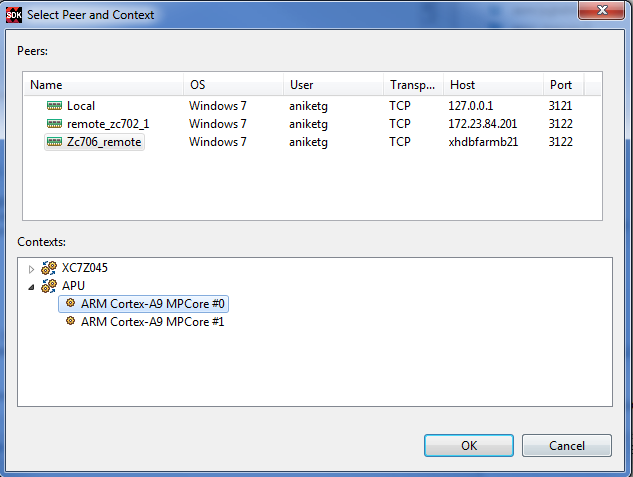 SDK Select Peer and Context
Peers:
Name OS User Transp... Host Port
Local Windows 7 aniketg TCP 127.0.0.1 3121
remote_zc702_1 Windows 7 aniketg TCP 172.23.84.201 3122
Zc706_remote Windows 7 aniketg TCP xhdbfarmb21 3122
Contexts:
XC7Z045
APU
ARM Cortex-A9 MPCore #0
ARM Cortex-A9 MPCore #1
OK Cancel